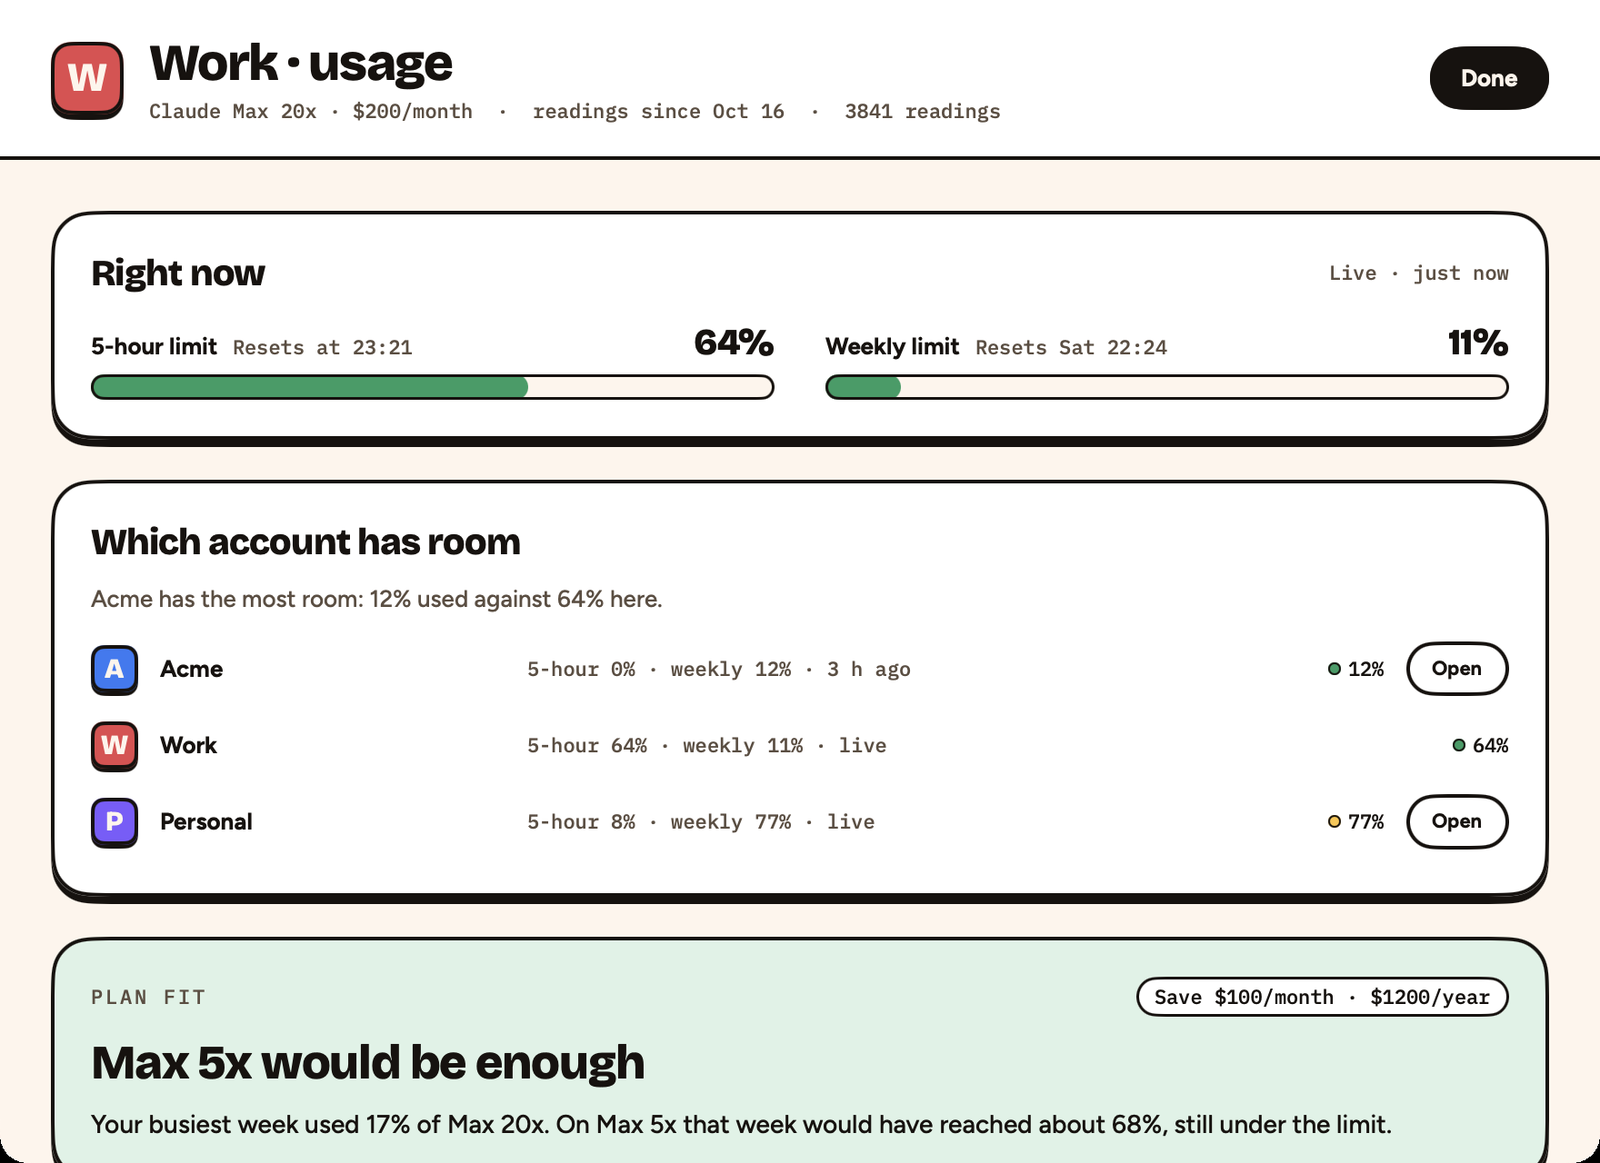 W
Work · usage
Done
Claude Max 20x · $200/month · readings since Oct 16 · 3841 readings
Right now
Live · just now
5-hour limit Resets at 23:21 64%
Weekly limit Resets Sat 22:24 11%
Which account has room
Acme has the most room: 12% used against 64% here.
A Acme 5-hour 0% · weekly 12% · 3 h ago 12% Open
W Work 5-hour 64% · weekly 11% · live 64%
P Personal 5-hour 8% · weekly 77% · live 77% Open
PLAN FIT
Save $100/month · $1200/year
Max 5x would be enough
Your busiest week used 17% of Max 20x. On Max 5x that week would have reached about 68%, still under the limit.